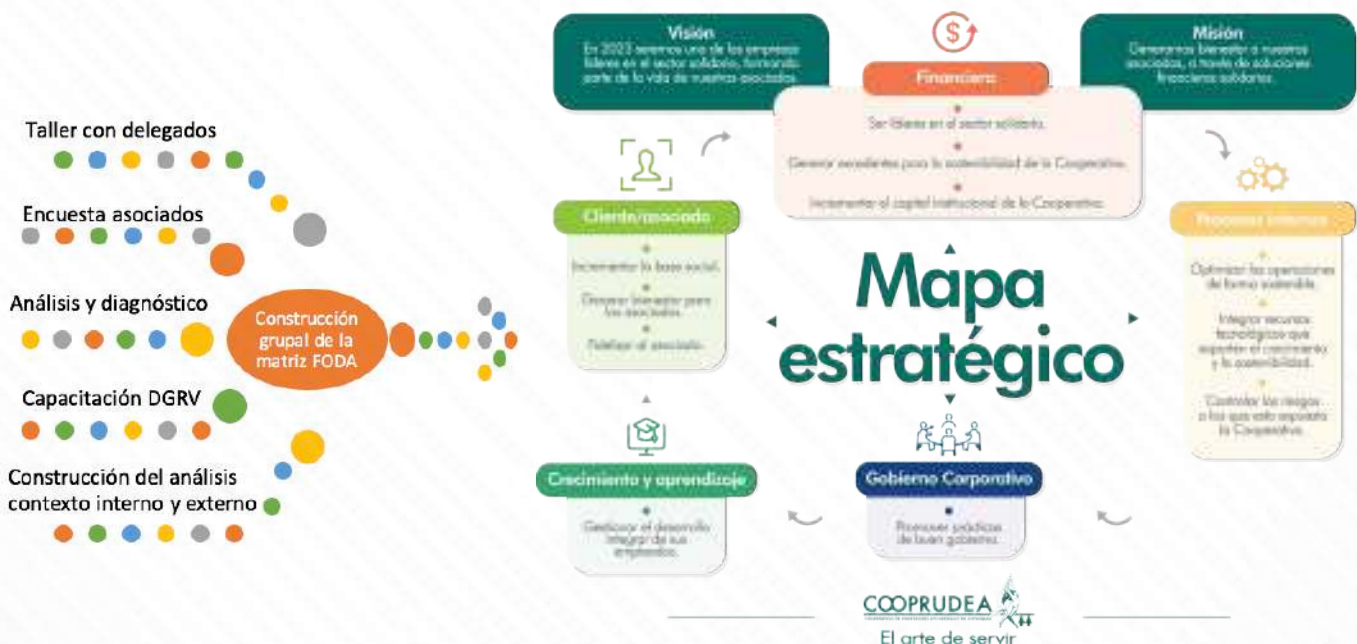 Taller con delegados
Encuesta asociados
Análisis y diagnóstico
Capacitación DGRV
Construcción del análisis
contexto interno y externo
Construcción
grupal de la
matriz FODA
Visión
En 2023 seremos una de las empresas
líderes en el sector solidario, formando
parte de la vida de nuestros asociados.
Financiera
Ser líderes en el sector solidario.
Generar excedentes para la sostenibilidad de la Cooperativa.
Incrementar el capital institucional de la Cooperativa.
Misión
Generamos bienestar a nuestros
asociados, a través de soluciones
financieras solidarias.
Cliente/asociado
Incrementar la base social.
Generar bienestar para
los asociados.
Fidelizar al asociado.
Mapa
estratégico
Procesos internos
Optimizar las operaciones
de forma sostenible.
Integrar recursos
tecnológicos que
soporten el crecimiento
y la sostenibilidad.
Controlar los riesgos
a los que está expuesta
la Cooperativa.
Crecimiento y aprendizaje
Gestionar el desarrollo
integral de sus
empleados.
Gobierno Corporativo
Promover prácticas
de buen gobierno.
COOPRUDEA
El arte de servir